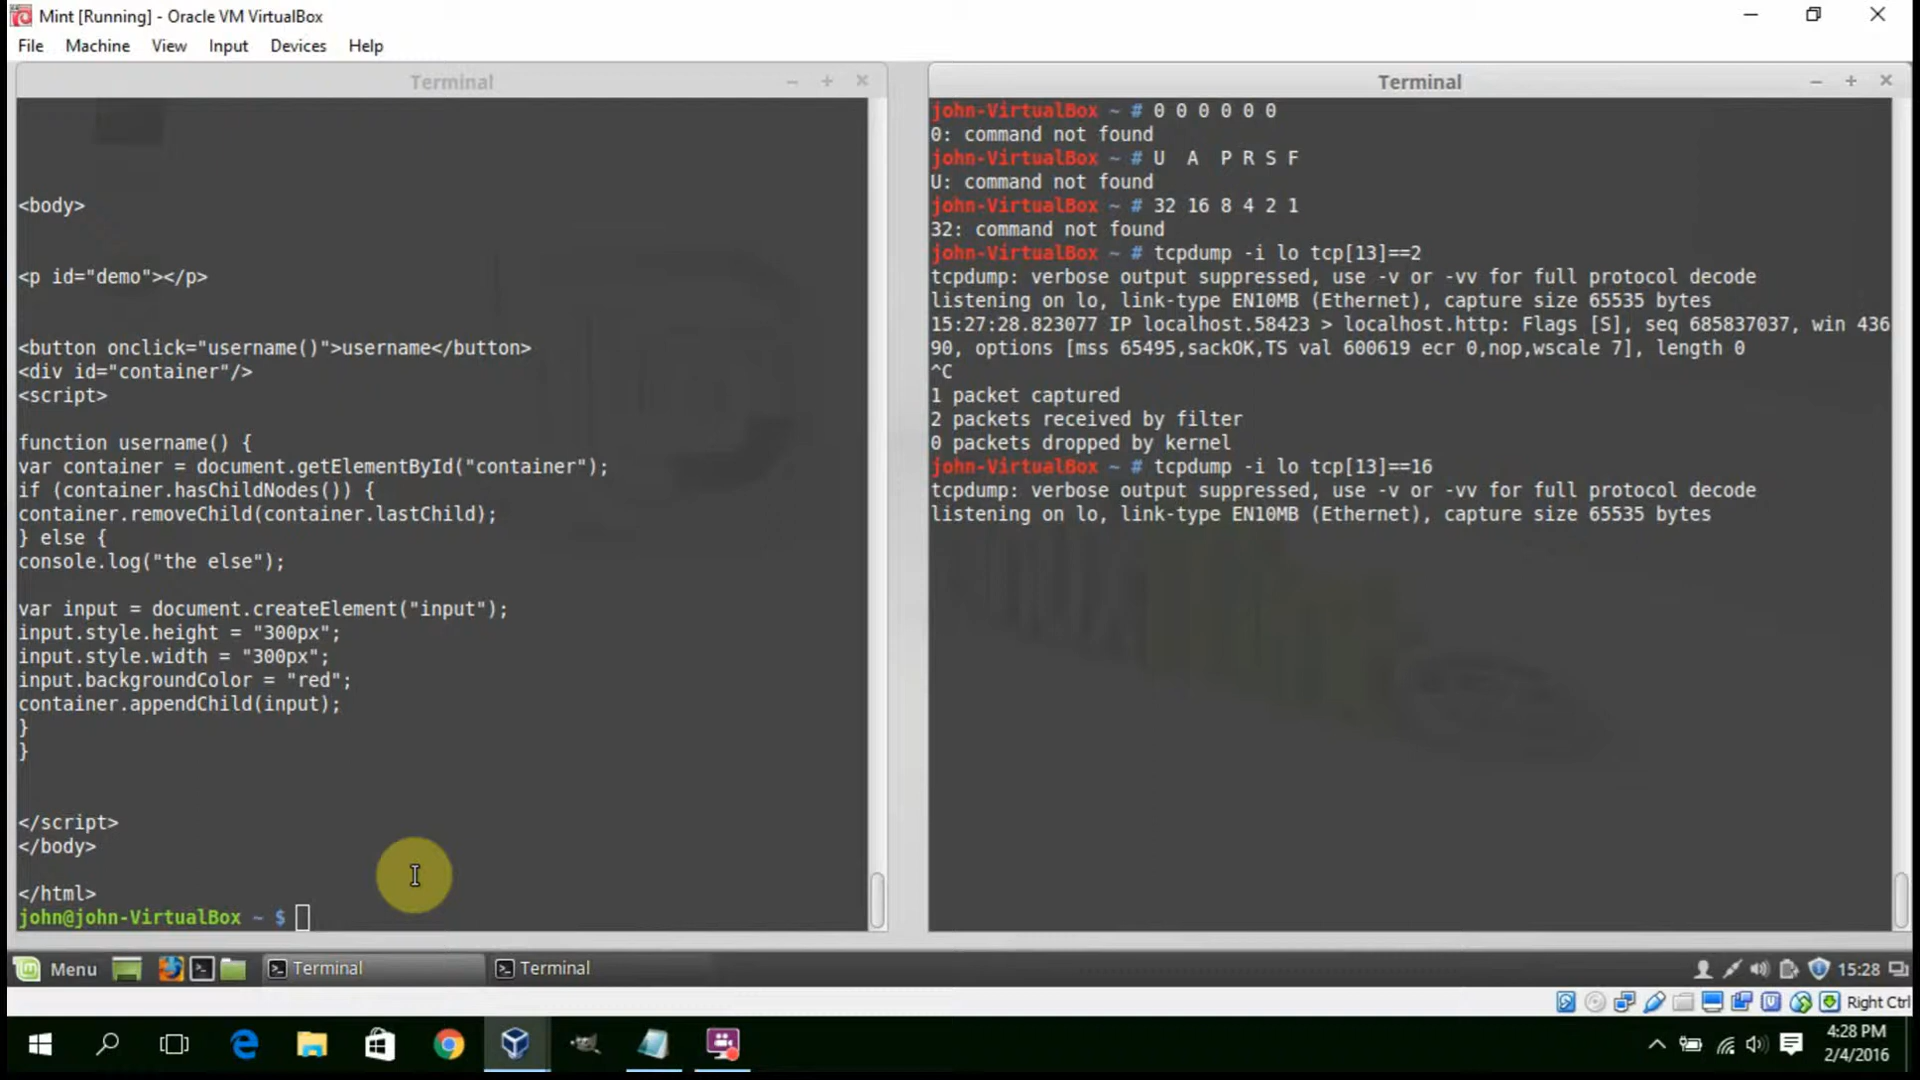 Mint [Running] - Oracle VM VirtualBox
File Machine View Input Devices Help
Terminal
<body>
<p id="demo"></p>
<button onclick="username()">username</button>
<div id="container"/>
<script>
function username() {
var container = document.getElementById("container");
if (container.hasChildNodes()) {
container.removeChild(container.lastChild);
} else {
console.log("the else");
var input = document.createElement("input");
input.style.height = "300px";
input.style.width = "300px";
input.backgroundColor = "red";
container.appendChild(input);
}
}
</script>
</body>
</html>
john@john-VirtualBox ~ $
Terminal
john-VirtualBox ~ # 0 0 0 0 0 0
0: command not found
john-VirtualBox ~ # U  A  P R S F
U: command not found
john-VirtualBox ~ # 32 16 8 4 2 1
32: command not found
john-VirtualBox ~ # tcpdump -i lo tcp[13]==2
tcpdump: verbose output suppressed, use -v or -vv for full protocol decode
listening on lo, link-type EN10MB (Ethernet), capture size 65535 bytes
15:27:28.823077 IP localhost.58423 > localhost.http: Flags [S], seq 685837037, win 436
90, options [mss 65495,sackOK,TS val 600619 ecr 0,nop,wscale 7], length 0
^C
1 packet captured
2 packets received by filter
0 packets dropped by kernel
john-VirtualBox ~ # tcpdump -i lo tcp[13]==16
tcpdump: verbose output suppressed, use -v or -vv for full protocol decode
listening on lo, link-type EN10MB (Ethernet), capture size 65535 bytes
Menu Terminal Terminal 15:28
Right Ctrl
4:28 PM
2/4/2016